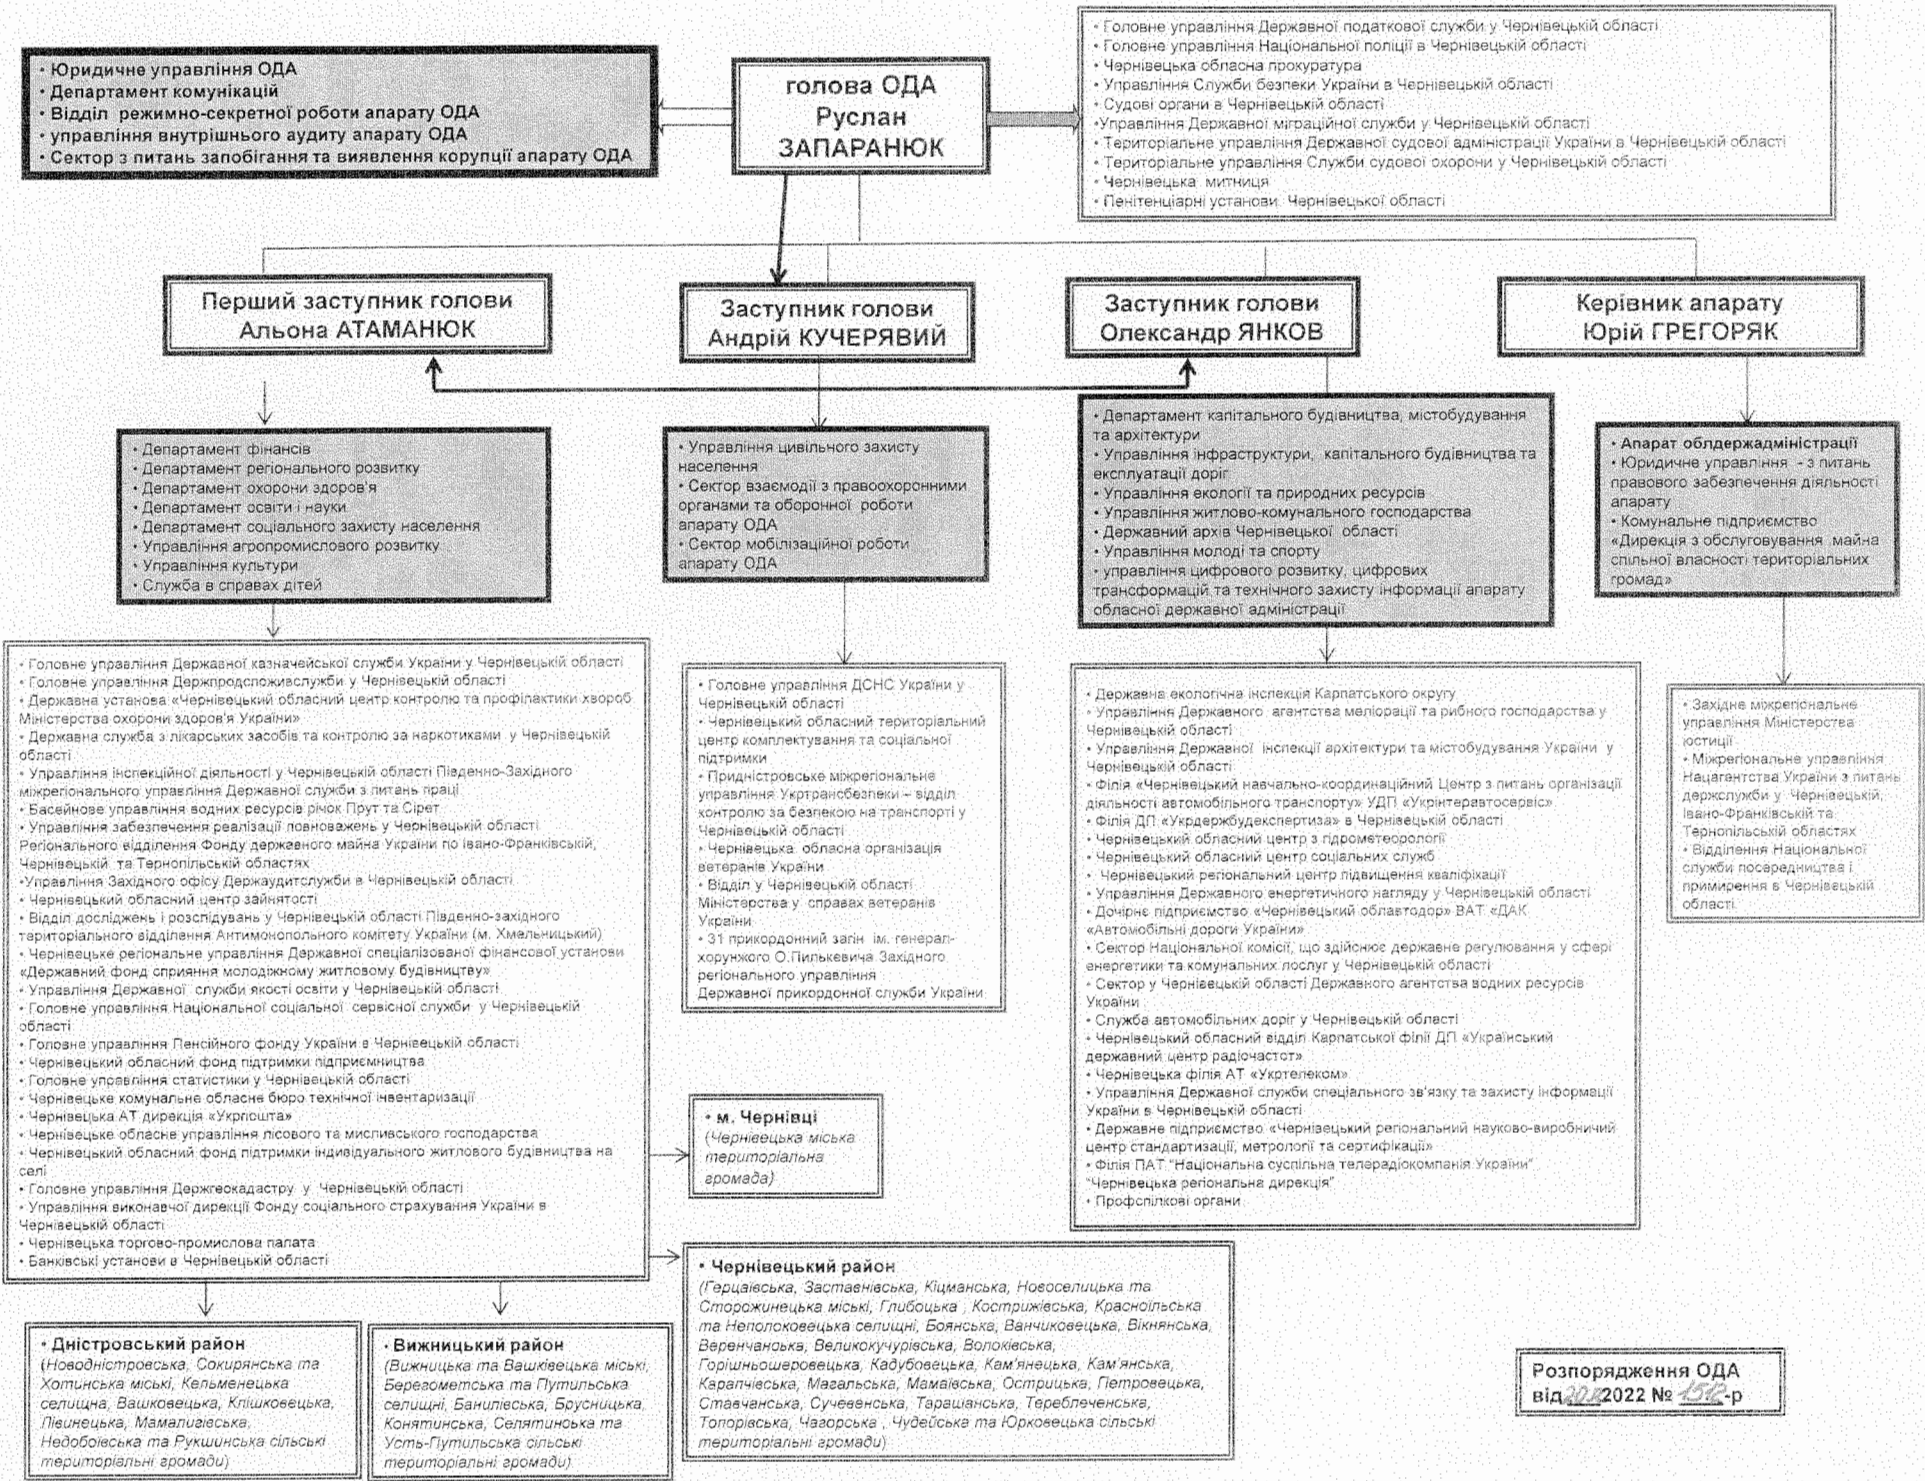 • Юридичне управління ОДА
• Департамент комунікацій
• Відділ режимно-секретної роботи апарату ОДА
• управління внутрішнього аудиту апарату ОДА
• Сектор з питань запобігання та виявлення корупції апарату ОДА
голова ОДА
Руслан
ЗАПАРАНЮК
• Головне управління Державної податкової служби у Чернівецькій області
• Головне управління Національної поліції в Чернівецькій області
• Чернівецька обласна прокуратура
• Управління Служби безпеки України в Чернівецькій області
• Судові органи в Чернівецькій області
•Управління Державної міграційної служби у Чернівецькій області
• Територіальне управління Державної судової адміністрації України в Чернівецькій області
• Територіальне управління Служби судової охорони у Чернівецькій області
• Чернівецька митниця
• Пенітенціарні установи Чернівецької області
Перший заступник голови
Альона АТАМАНЮК
Заступник голови
Андрій КУЧЕРЯВИЙ
Заступник голови
Олександр ЯНКОВ
Керівник апарату
Юрій ГРЕГОРЯК
• Департамент фінансів
• Департамент регіонального розвитку
• Департамент охорони здоров'я
• Департамент освіти і науки
• Департамент соціального захисту населення
• Управління агропромислового розвитку
• Управління культури
• Служба в справах дітей
• Управління цивільного захисту
населення
• Сектор взаємодії з правоохоронними
органами та оборонної роботи
апарату ОДА
• Сектор мобілізаційної роботи
апарату ОДА
• Департамент капітального будівництва, містобудування
та архітектури
• Управління інфраструктури, капітального будівництва та
експлуатації доріг
• Управління екології та природних ресурсів
• Управління житлово-комунального господарства
• Державний архів Чернівецької області
• Управління молоді та спорту
• управління цифрового розвитку, цифрових
трансформацій та технічного захисту інформації апарату
обласної державної адміністрації
• Апарат облдержадміністрації
• Юридичне управління - з питань
правового забезпечення діяльності
апарату
• Комунальне підприємство
«Дирекція з обслуговування майна
спільної власності територіальних
громад»
• Головне управління Державної казначейської служби України у Чернівецькій області
• Головне управління Держпродспоживслужби у Чернівецькій області
• Державна установа «Чернівецький обласний центр контролю та профілактики хвороб
Міністерства охорони здоров'я України»
• Державна служба з лікарських засобів та контролю за наркотиками у Чернівецькій
області
• Управління інспекційної діяльності у Чернівецькій області Південно-Західного
міжрегіонального управління Державної служби з питань праці
• Басейнове управління водних ресурсів річок Прут та Сірет
• Управління забезпечення реалізації повноважень у Чернівецькій області
Регіонального відділення Фонду державного майна України по Івано-Франківській,
Чернівецькій та Тернопільській областях
•Управління Західного офісу Держаудитслужби в Чернівецькій області
• Чернівецький обласний центр зайнятості
• Відділ досліджень і розслідувань у Чернівецькій області Південно-західного
територіального відділення Антимонопольного комітету України (м. Хмельницький)
• Чернівецьке регіональне управління Державної спеціалізованої фінансової установи
«Державний фонд сприяння молодіжному житловому будівництву»
• Управління Державної служби якості освіти у Чернівецькій області
• Головне управління Національної соціальної сервісної служби у Чернівецькій
області
• Головне управління Пенсійного фонду України в Чернівецькій області
• Чернівецький обласний фонд підтримки підприємництва
• Головне управління статистики у Чернівецькій області
• Чернівецьке комунальне обласне бюро технічної інвентаризації
• Чернівецька АТ дирекція «Укрпошта»
• Чернівецьке обласне управління лісового та мисливського господарства
• Чернівецький обласний фонд підтримки індивідуального житлового будівництва на
селі
• Головне управління Держгеокадастру у Чернівецькій області
• Управління виконавчої дирекції Фонду соціального страхування України в
Чернівецькій області
• Чернівецька торгово-промислова палата
• Банківські установи в Чернівецькій області
• Головне управління ДСНС України у
Чернівецькій області
• Чернівецький обласний територіальний
центр комплектування та соціальної
підтримки
• Придністровське міжрегіональне
управління Укртрансбезпеки – відділ
контролю за безпекою на транспорті у
Чернівецькій області
• Чернівецька обласна організація
ветеранів України
• Відділ у Чернівецькій області
Міністерства у справах ветеранів
України
• 31 прикордонний загін ім. генерал-
хорунжого О.Пилькевича Західного
регіонального управління
Державної прикордонної служби України
• Державна екологічна інспекція Карпатського округу
• Управління Державного агентства меліорації та рибного господарства у
Чернівецькій області
• Управління Державної інспекції архітектури та містобудування України у
Чернівецькій області
• Філія «Чернівецький навчально-координаційний Центр з питань організації
діяльності автомобільного транспорту» УДП «Укрінтеравтосервіс»
• Філія ДП «Укрдержбудекспертиза» в Чернівецькій області
• Чернівецький обласний центр з гідрометеорології
• Чернівецький обласний центр соціальних служб
• Чернівецький регіональний центр підвищення кваліфікації
• Управління Державного енергетичного нагляду у Чернівецькій області
• Дочірнє підприємство «Чернівецький облавтодор» ВАТ «ДАК
«Автомобільні дороги України»
• Сектор Національної комісії, що здійснює державне регулювання у сфері
енергетики та комунальних послуг у Чернівецькій області
• Сектор у Чернівецькій області Державного агентства водних ресурсів
України
• Служба автомобільних доріг у Чернівецькій області
• Чернівецький обласний відділ Карпатської філії ДП «Український
державний центр радіочастот»
• Чернівецька філія АТ «Укртелеком»
• Управління Державної служби спеціального зв'язку та захисту інформації
України в Чернівецькій області
• Державне підприємство «Чернівецький регіональний науково-виробничий
центр стандартизації, метрології та сертифікації»
• Філія ПАТ "Національна суспільна телерадіокомпанія України"
"Чернівецька регіональна дирекція"
• Профспілкові органи
• Західне міжрегіональне
управління Міністерства
юстиції
• Міжрегіональне управління
Нацагентства України з питань
держслужби у Чернівецькій,
Івано-Франківській та
Тернопільській областях
• Відділення Національної
служби посередництва і
примирення в Чернівецькій
області.
• м. Чернівці
(Чернівецька міська
територіальна
громада)
• Чернівецький район
(Герцаївська, Заставнівська, Кіцманська, Новоселицька та
Сторожинецька міські, Глибоцька , Кострижівська, Красноїльська
та Неполоковецька селищні, Боянська, Ванчиковецька, Вікнянська,
Веренчанська, Великокучурівська, Волоківська,
Горішньошеровецька, Кадубовецька, Кам'янецька, Кам'янська,
Карапчівська, Магальська, Мамаївська, Острицька, Петровецька,
Ставчанська, Сучевенська, Тарашанська, Тереблеченська,
Топорівська, Чагорська , Чудейська та Юрковецька сільські
територіальні громади)
• Дністровський район
(Новодністровська, Сокирянська та
Хотинська міські, Кельменецька
селищна, Вашковецька, Клішковецька,
Лівинецька, Мамалигівська,
Недобоївська та Рукшинська сільські
територіальні громади)
• Вижницький район
(Вижницька та Вашківецька міські,
Берегометська та Путильська
селищні, Банилівська, Брусницька,
Конятинська, Селятинська та
Усть-Путильська сільські
територіальні громади)
Розпорядження ОДА
від 2022 № 1512-р